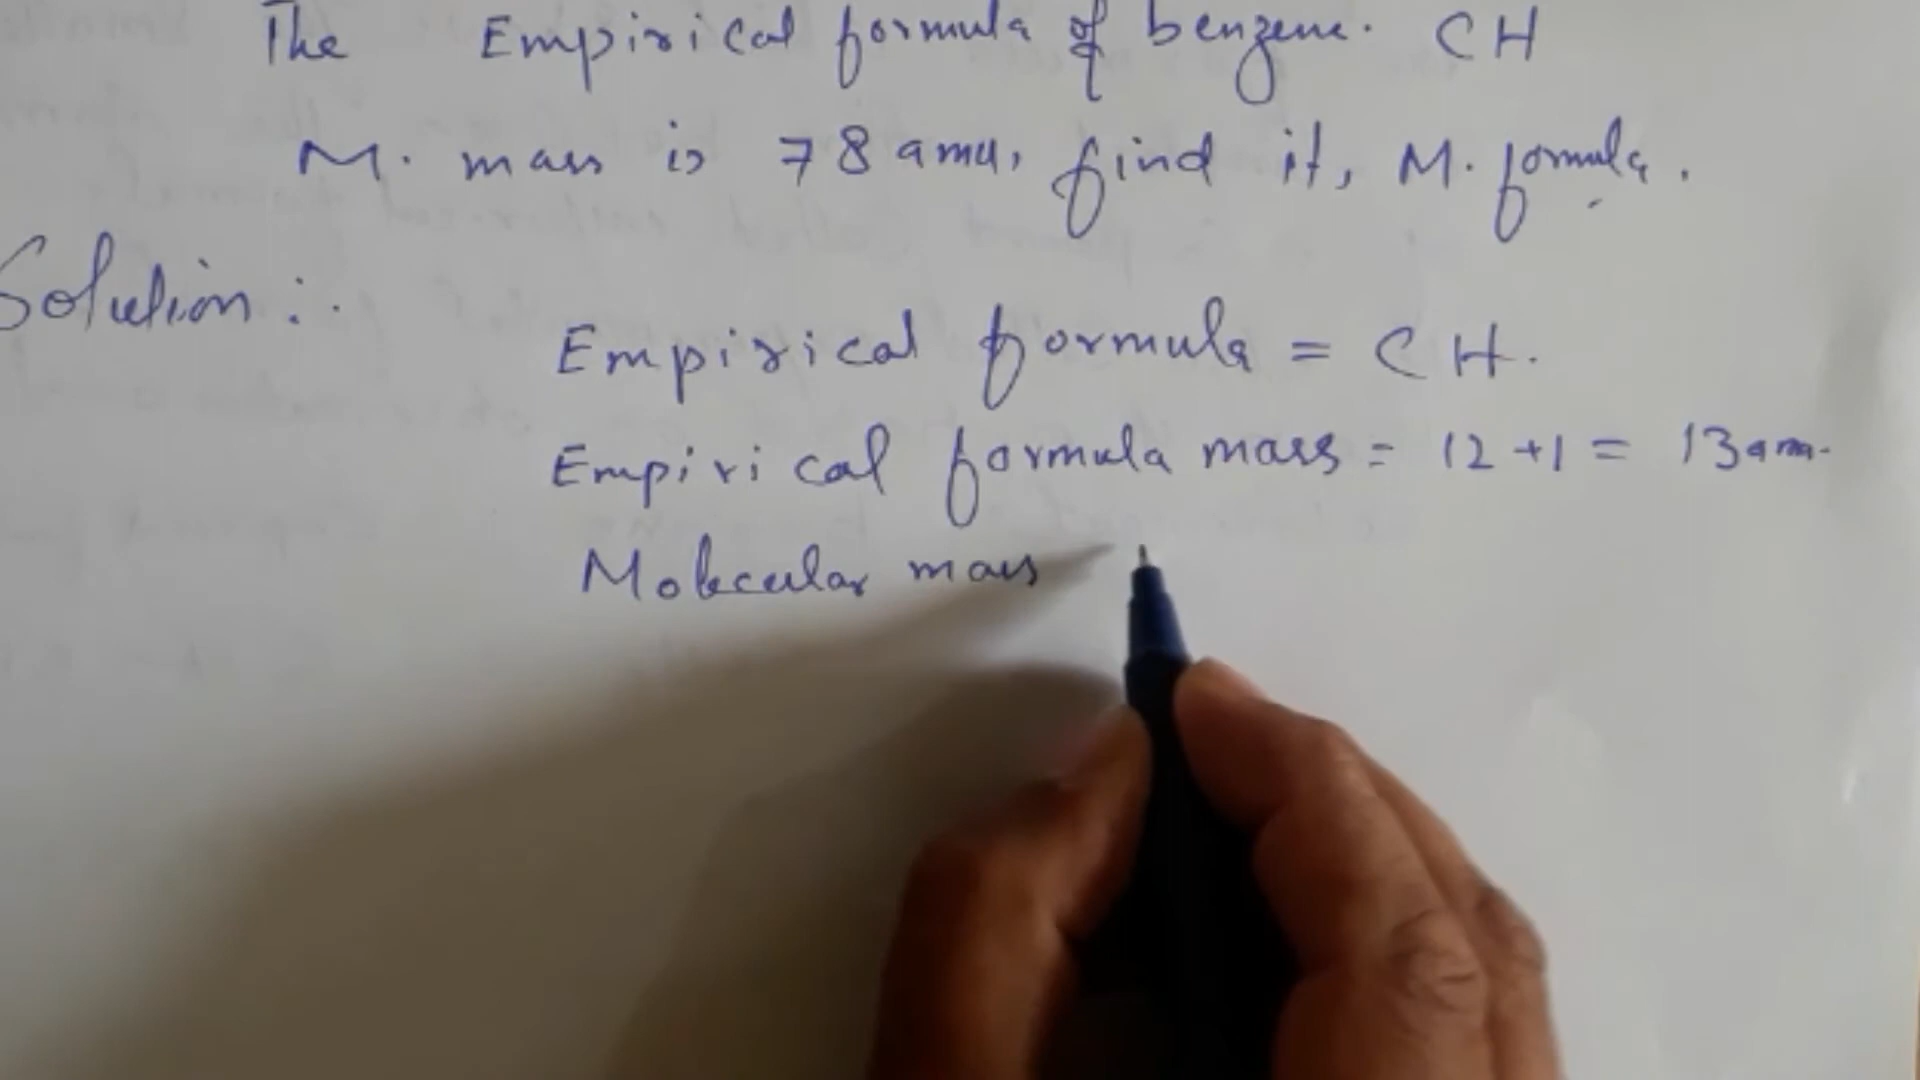 The Empirical formula of benzene. CH
M. mass is 78 amu, find it, M. formula.
Solution :.
Empirical formula = CH.
Empirical formula mass = 12 +1 = 13 am.
Molecular mass